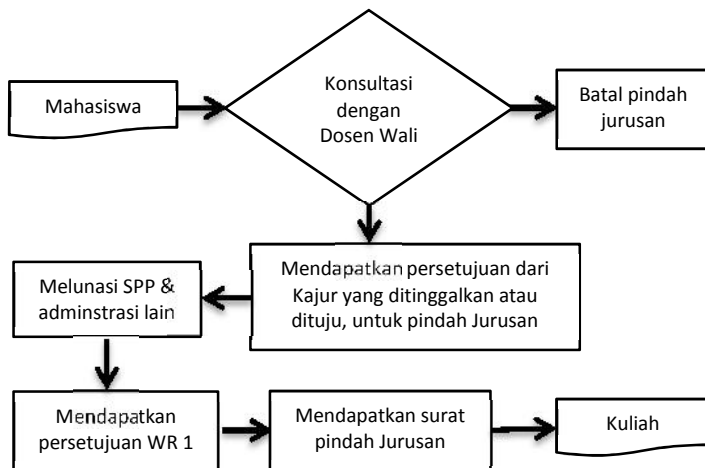 Mahasiswa
Konsultasi
dengan
Dosen Wali
Batal pindah
jurusan
Mendapatkan persetujuan dari
Kajur yang ditinggalkan atau
dituju, untuk pindah Jurusan
Melunasi SPP &
adminstrasi lain
Mendapatkan
persetujuan WR 1
Mendapatkan surat
pindah Jurusan
Kuliah